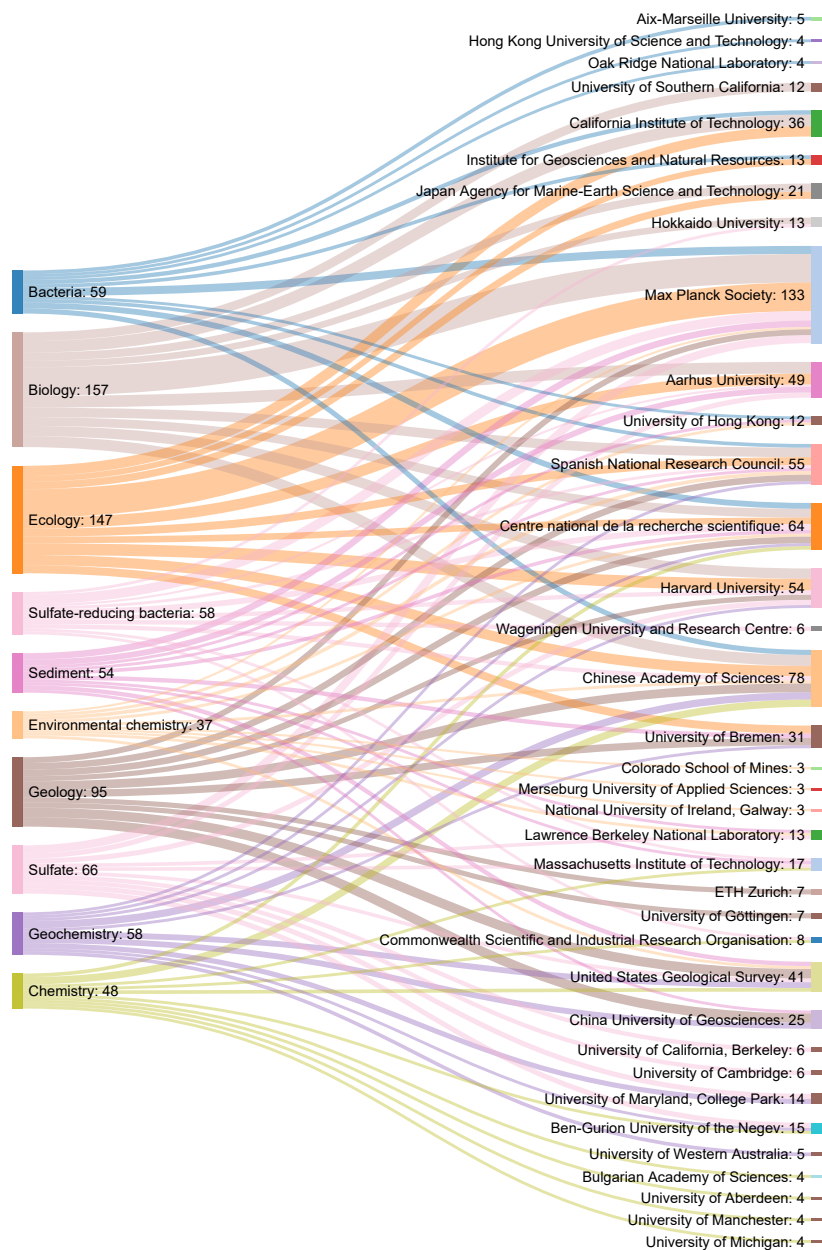 Aix-Marseille University: 5
Hong Kong University of Science and Technology: 4
Oak Ridge National Laboratory: 4
University of Southern California: 12
California Institute of Technology: 36
Institute for Geosciences and Natural Resources: 13
Japan Agency for Marine-Earth Science and Technology: 21
Hokkaido University: 13
Bacteria: 59
Max Planck Society: 133
Biology: 157
Aarhus University: 49
University of Hong Kong: 12
Spanish National Research Council: 55
Ecology: 147
Centre national de la recherche scientifique: 64
Harvard University: 54
Sulfate-reducing bacteria: 58
Wageningen University and Research Centre: 6
Sediment: 54
Chinese Academy of Sciences: 78
Environmental chemistry: 37
University of Bremen: 31
Colorado School of Mines: 3
Geology: 95
Merseburg University of Applied Sciences: 3
National University of Ireland, Galway: 3
Lawrence Berkeley National Laboratory: 13
Massachusetts Institute of Technology: 17
Sulfate: 66
ETH Zurich: 7
University of Göttingen: 7
Geochemistry: 58
Commonwealth Scientific and Industrial Research Organisation: 8
United States Geological Survey: 41
Chemistry: 48
China University of Geosciences: 25
University of California, Berkeley: 6
University of Cambridge: 6
University of Maryland, College Park: 14
Ben-Gurion University of the Negev: 15
University of Western Australia: 5
Bulgarian Academy of Sciences: 4
University of Aberdeen: 4
University of Manchester: 4
University of Michigan: 4